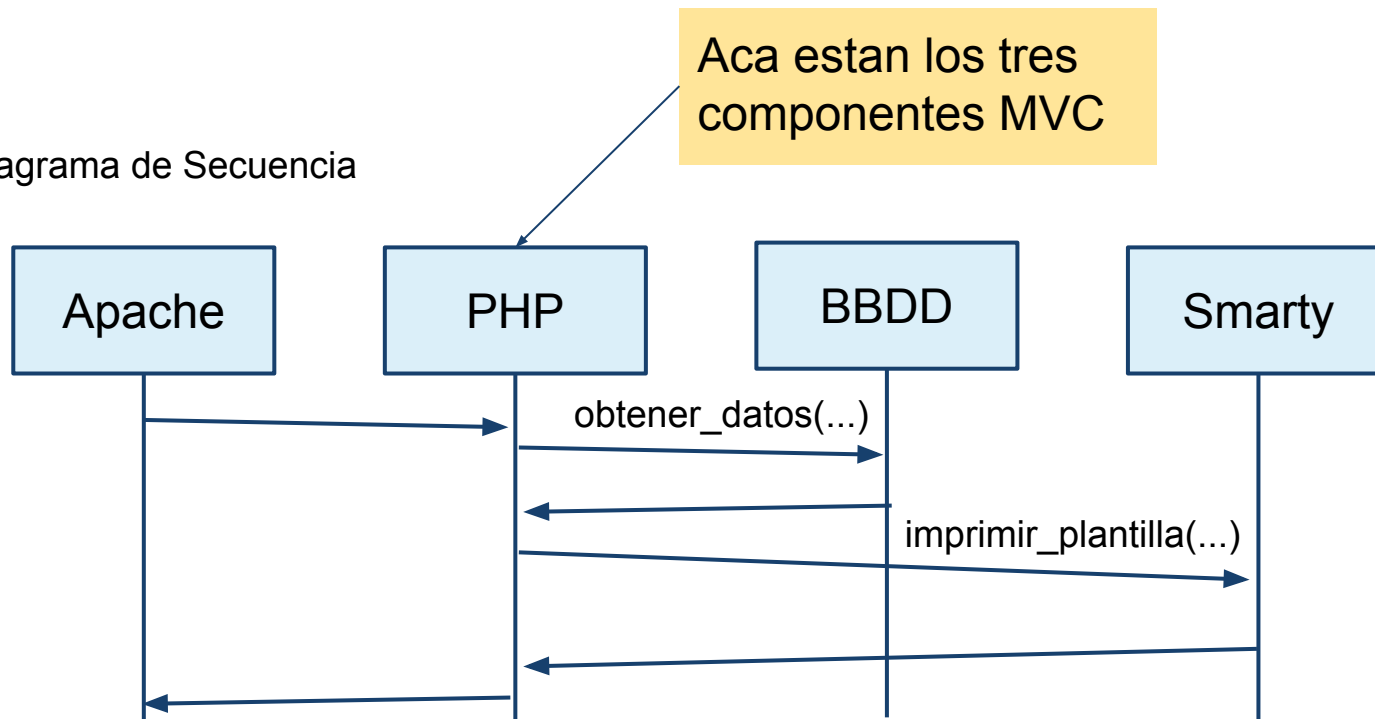 Aca estan los tres
componentes MVC
agrama de Secuencia
Apache
PHP
BBDD
Smarty
obtener_datos(...)
imprimir_plantilla(...)